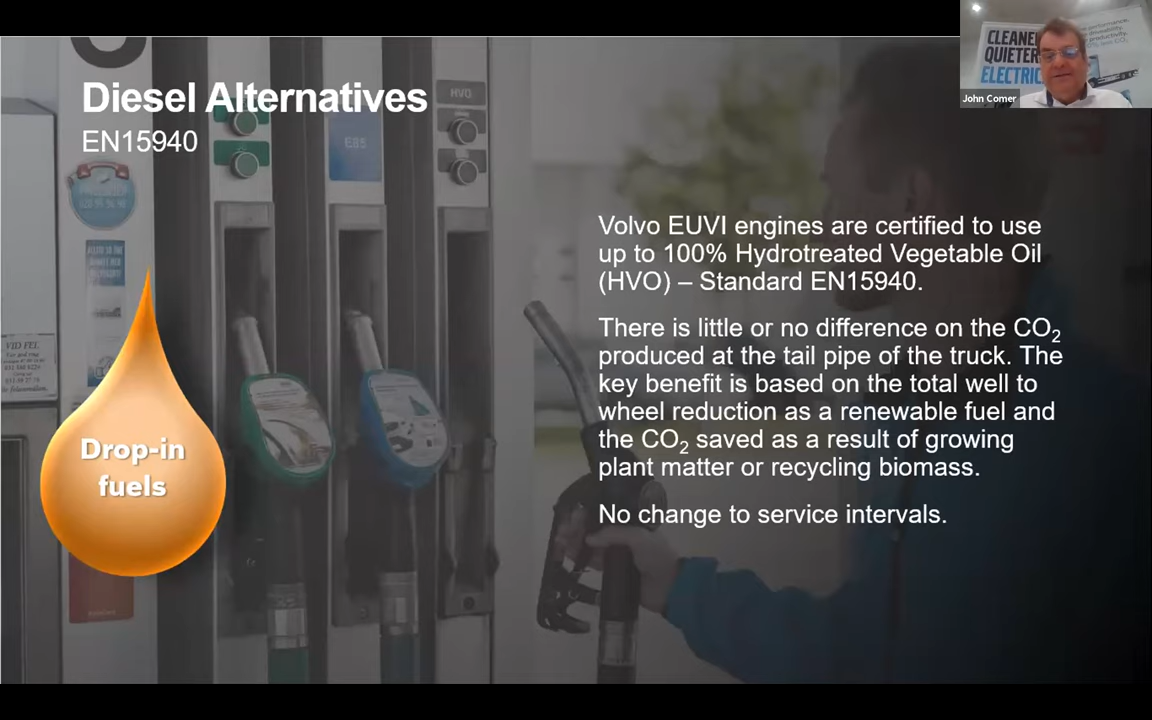 Diesel Alternatives
EN15940
HVO
E85
VID FEL
Drop-in
fuels
Volvo EUVI engines are certified to use
up to 100% Hydrotreated Vegetable Oil
(HVO) – Standard EN15940.
There is little or no difference on the CO₂
produced at the tail pipe of the truck. The
key benefit is based on the total well to
wheel reduction as a renewable fuel and
the CO₂ saved as a result of growing
plant matter or recycling biomass.
No change to service intervals.
CLEANE
QUIETER
ELECTRIC
John Comer